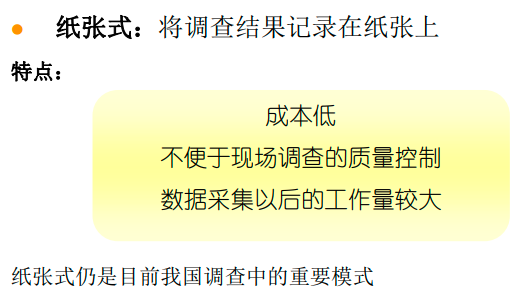 纸张式：将调查结果记录在纸张上
特点：
成本低
不便于现场调查的质量控制
数据采集以后的工作量较大
纸张式仍是目前我国调查中的重要模式